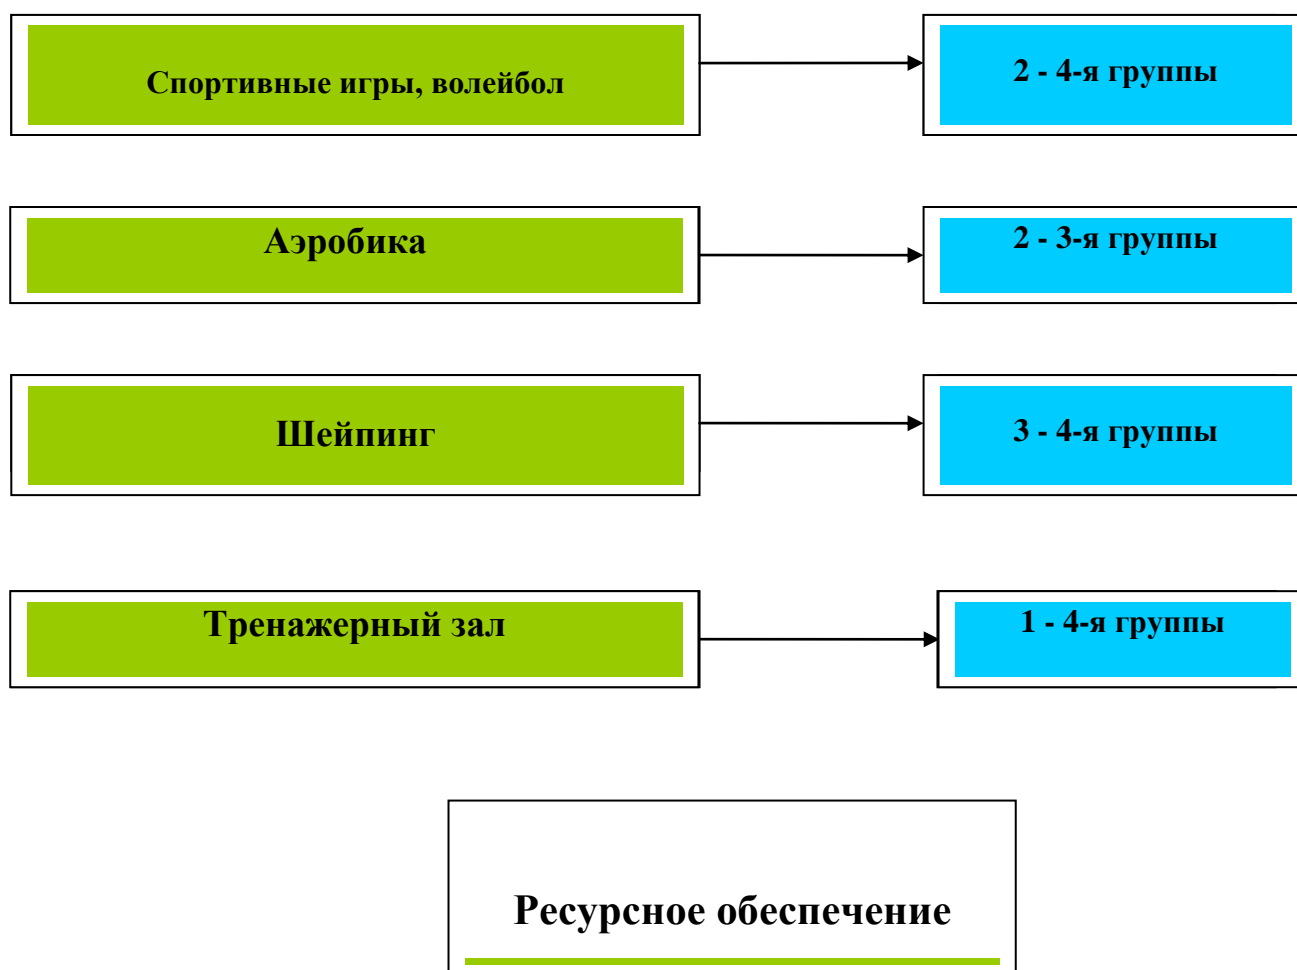 Спортивные игры, волейбол
2 - 4-я группы
Аэробика
2 - 3-я группы
Шейпинг
3 - 4-я группы
Тренажерный зал
1 - 4-я группы
Ресурсное обеспечение